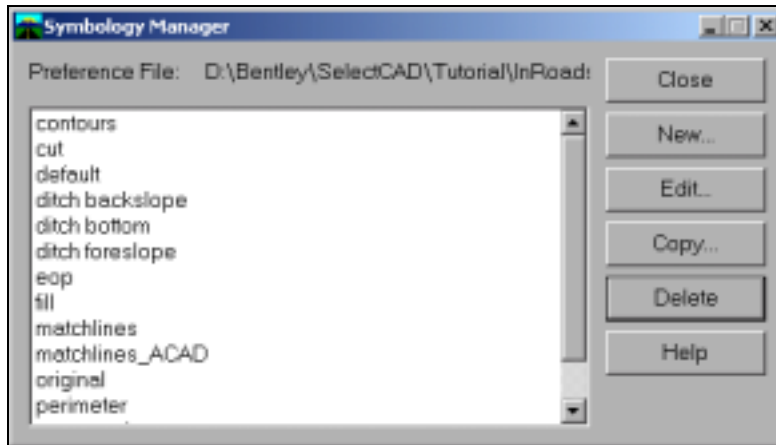 Symbology Manager
Preference File: D:\Bentley\SelectCAD\Tutorial\InRoads
Close
New...
Edit...
Copy...
Delete
Help
contours
cut
default
ditch backslope
ditch bottom
ditch foreslope
eop
fill
matchlines
matchlines_ACAD
original
perimeter